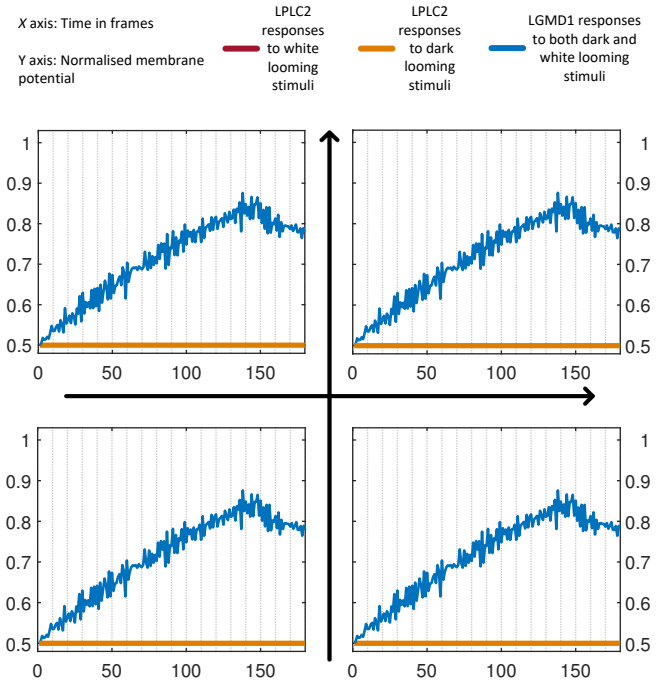 X axis: Time in frames
Y axis: Normalised membrane
potential
LPLC2
responses
to white
looming
stimuli
LPLC2
responses
to dark
looming
stimuli
LGMD1 responses
to both dark and
white looming
stimuli
1
0.9
0.8
0.7
0.6
0.5
0 50 100 150
1
0.9
0.8
0.7
0.6
0.5
0 50 100 150
1
0.9
0.8
0.7
0.6
0.5
0 50 100 150
1
0.9
0.8
0.7
0.6
0.5
0 50 100 150